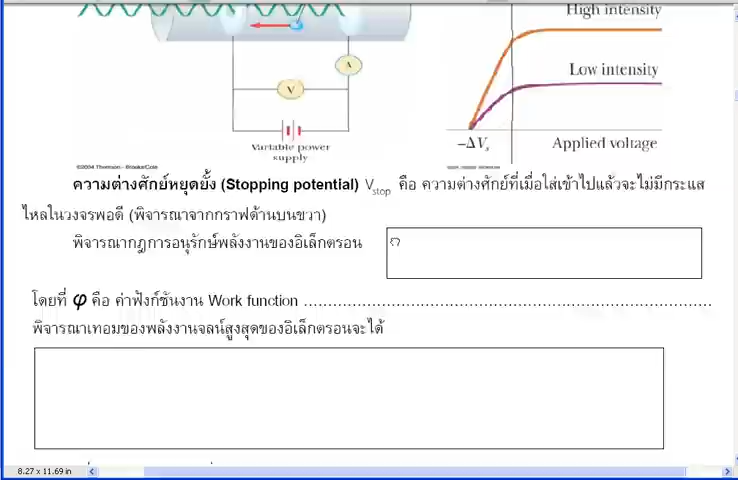 High intensity
A
Low intensity
V
Variable power
supply
−ΔVs
Applied voltage
©2004 Thomson - Brooks/Cole
ความต่างศักย์หยุดยั้ง (Stopping potential) Vstop คือ ความต่างศักย์ที่เมื่อใส่เข้าไปแล้วจะไม่มีกระแส
ไหลในวงจรพอดี (พิจารณาจากกราฟด้านบนขวา)
พิจารณากฎการอนุรักษ์พลังงานของอิเล็กตรอน
โดยที่ φ คือ ค่าฟังก์ชันงาน Work function ........................................................................
พิจารณาเทอมของพลังงานจลน์สูงสุดของอิเล็กตรอนจะได้
8.27 x 11.69 in